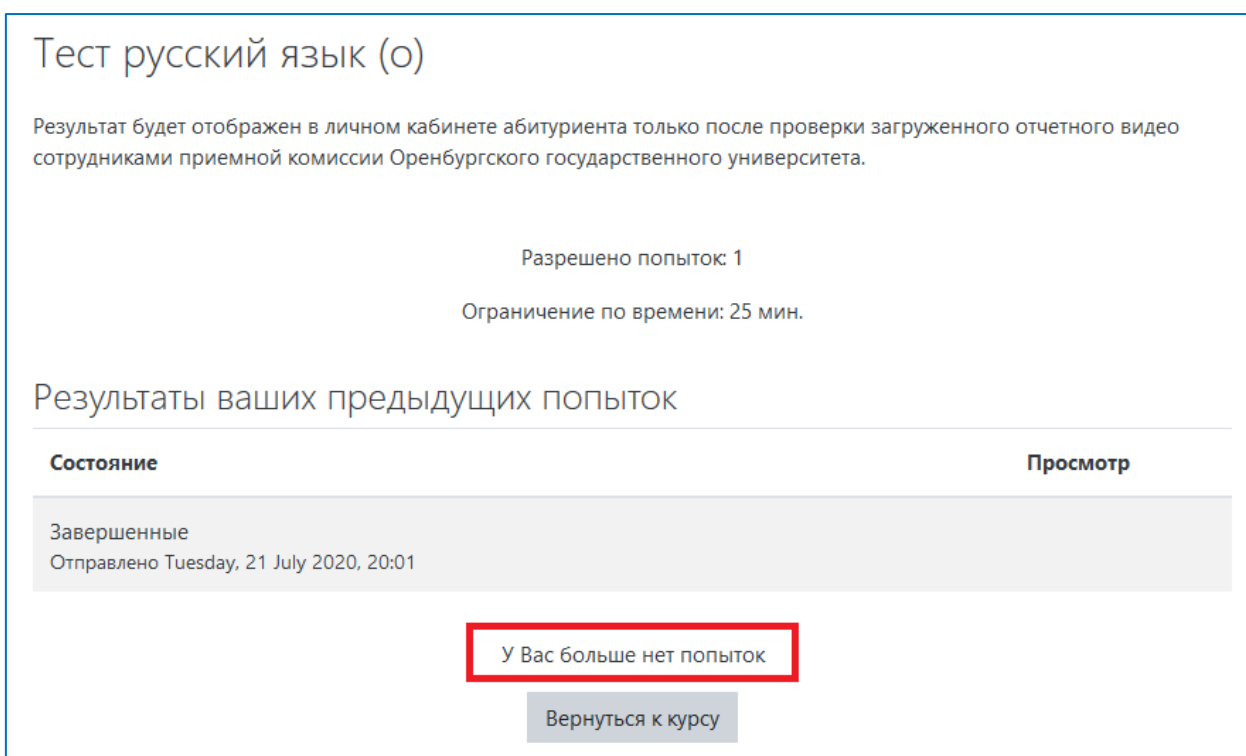 Тест русский язык (о)
Результат будет отображен в личном кабинете абитуриента только после проверки загруженного отчетного видео
сотрудниками приемной комиссии Оренбургского государственного университета.
Разрешено попыток: 1
Ограничение по времени: 25 мин.
Результаты ваших предыдущих попыток
Состояние Просмотр
Завершенные
Отправлено Tuesday, 21 July 2020, 20:01
У Вас больше нет попыток
Вернуться к курсу